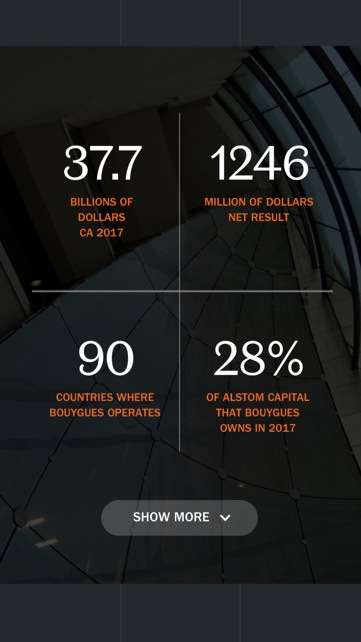 37.7
BILLIONS OF
DOLLARS
CA 2017
1246
MILLION OF DOLLARS
NET RESULT
90
COUNTRIES WHERE
BOUYGUES OPERATES
28%
OF ALSTOM CAPITAL
THAT BOUYGUES
OWNS IN 2017
SHOW MORE